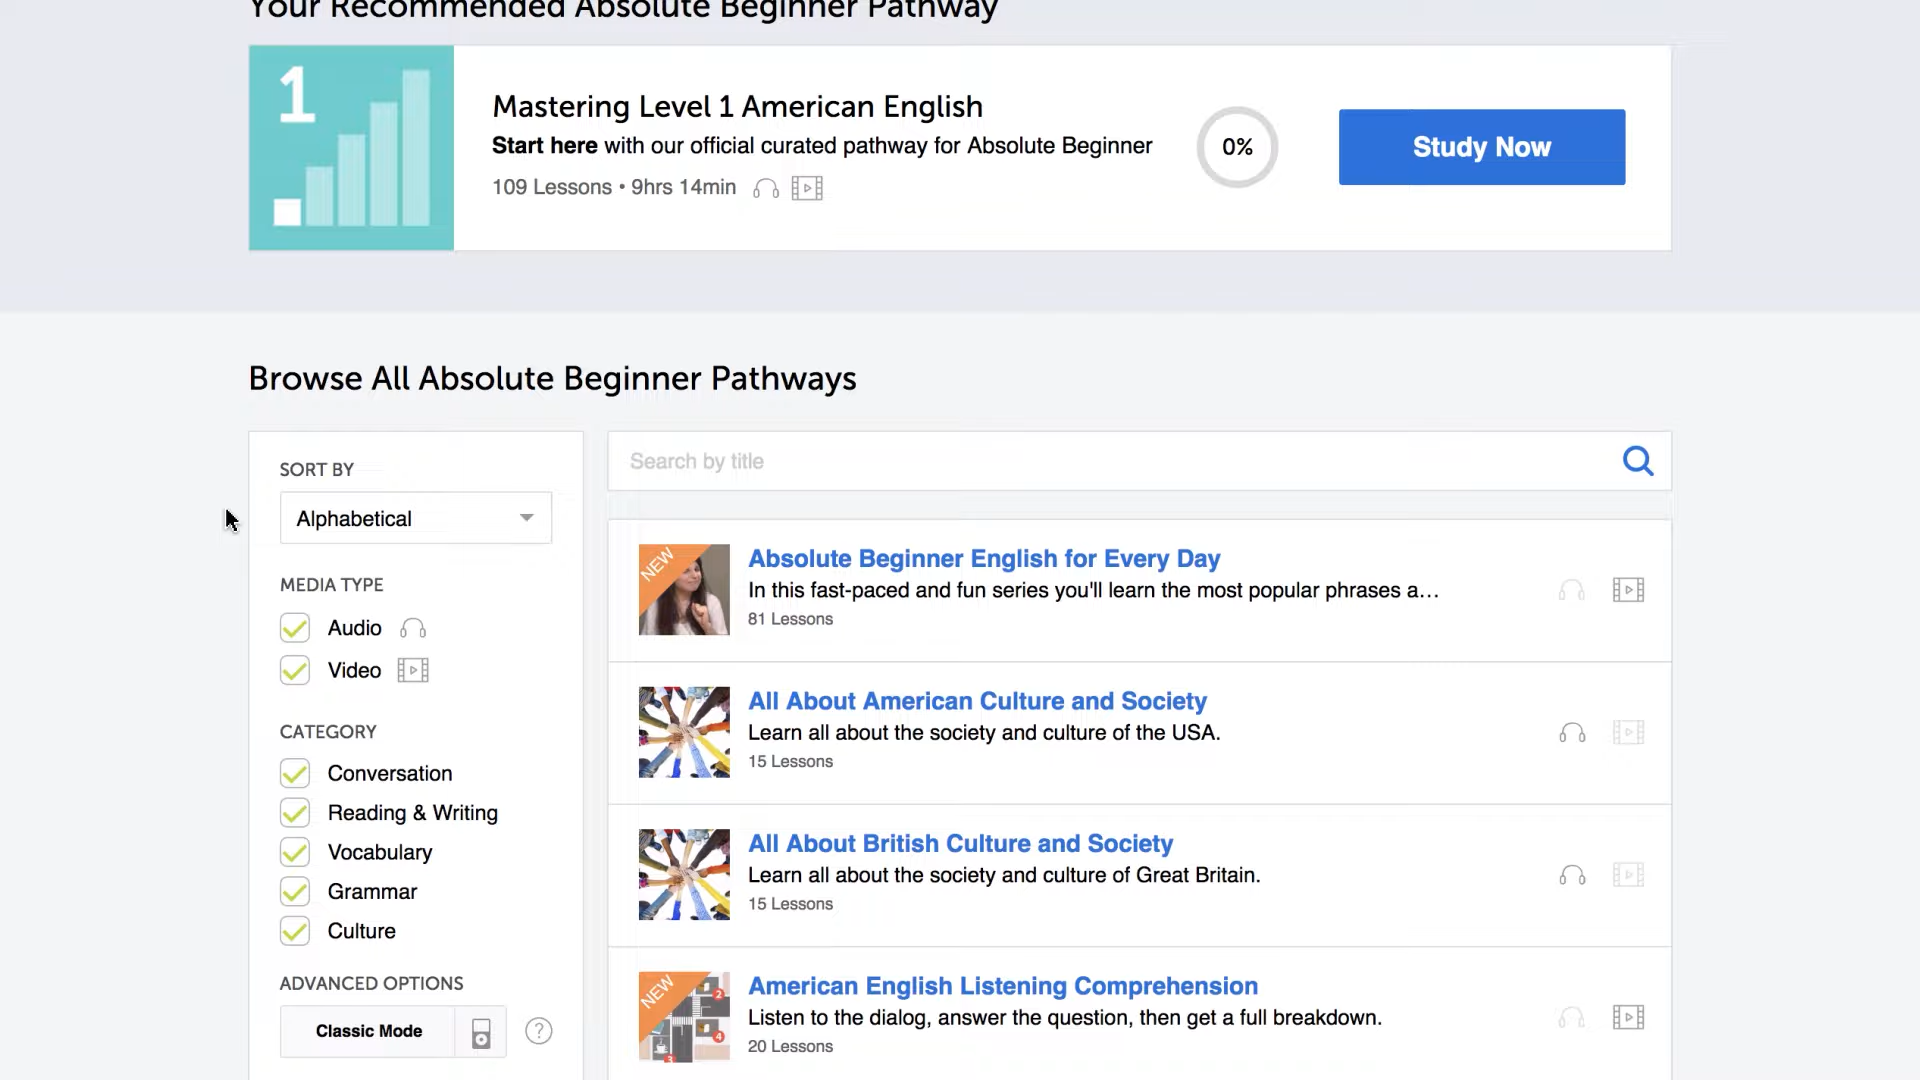 Your Recommended Absolute Beginner Pathway
1
Mastering Level 1 American English
Start here with our official curated pathway for Absolute Beginner
109 Lessons • 9hrs 14min
0%
Study Now
Browse All Absolute Beginner Pathways
SORT BY
Alphabetical
MEDIA TYPE
Audio
Video
CATEGORY
Conversation
Reading & Writing
Vocabulary
Grammar
Culture
ADVANCED OPTIONS
Classic Mode
?
Search by title
NEW
Absolute Beginner English for Every Day
In this fast-paced and fun series you'll learn the most popular phrases a...
81 Lessons
All About American Culture and Society
Learn all about the society and culture of the USA.
15 Lessons
All About British Culture and Society
Learn all about the society and culture of Great Britain.
15 Lessons
NEW
2
4
3
American English Listening Comprehension
Listen to the dialog, answer the question, then get a full breakdown.
20 Lessons